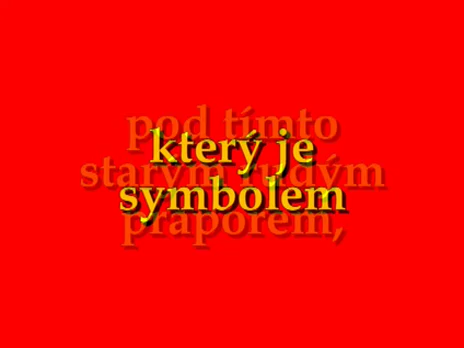 pod tímto
který je
starým rudým
symbolem
praporem,